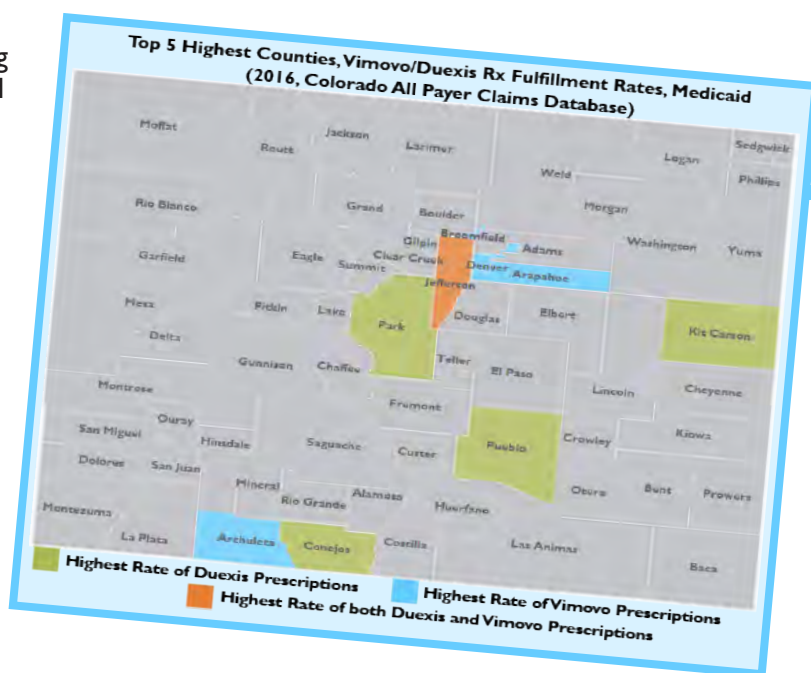 g
Top 5 Highest Counties, Vimovo/Duexis Rx Fulfillment Rates, Medicaid
(2016, Colorado All Payer Claims Database)
Moffat
Routt
Jackson
Larimer
Weld
Logan
Sedgwick
Phillips
Rio Blanco
Grand
Boulder
Morgan
Washington
Yuma
Broomfield
Adams
Gilpin
Clear Creek
Garfield
Eagle
Summit
Denver
Arapahoe
Jefferson
Mesa
Pitkin
Lake
Park
Douglas
Elbert
Kit Carson
Delta
Gunnison
Chaffee
Teller
El Paso
Lincoln
Cheyenne
Montrose
Fremont
Ouray
San Miguel
Hinsdale
Saguache
Custer
Pueblo
Crowley
Kiowa
Dolores
San Juan
Mineral
Rio Grande
Alamosa
Huerfano
Otero
Bent
Prowers
Montezuma
La Plata
Archuleta
Conejos
Costilla
Las Animas
Baca
Highest Rate of Duexis Prescriptions
Highest Rate of Vimovo Prescriptions
Highest Rate of both Duexis and Vimovo Prescriptions